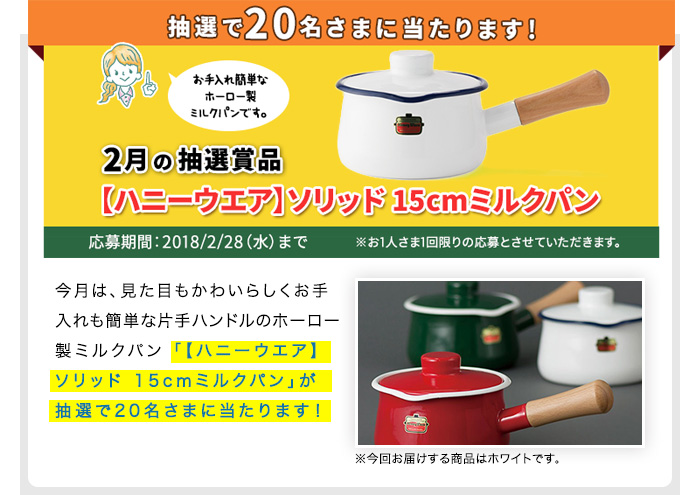 抽選で20名さまに当たります!
お手入れ簡単な
ホーロー製
ミルクパンです。
2月の抽選賞品
【ハニーウエア】ソリッド 15cmミルクパン
応募期間：2018/2/28（水）まで
※お1人さま1回限りの応募とさせていただきます。
今月は、見た目もかわいらしくお手
入れも簡単な片手ハンドルのホーロー
製ミルクパン「【ハニーウエア】
ソリッド 15cmミルクパン」が
抽選で20名さまに当たります！
※今回お届けする商品はホワイトです。